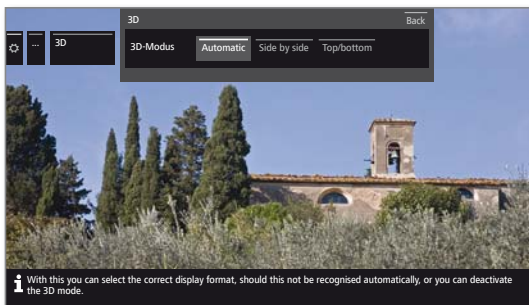 3D Back
... 3D
3D-Modus Automatic Side by side Top/bottom
With this you can select the correct display format, should this not be recognised automatically, or you can deactivate
the 3D mode.